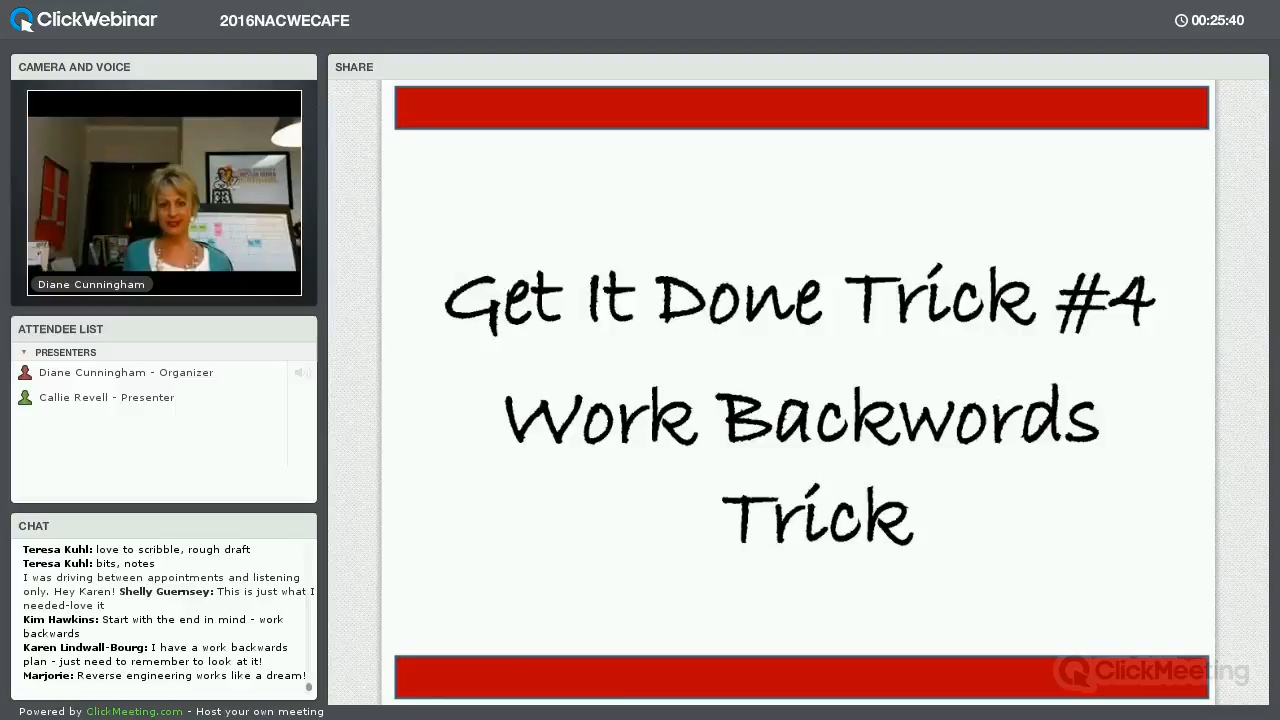 ClickWebinar
2016NACWECAFE
00:25:40
CAMERA AND VOICE
Diane Cunningham
ATTENDEE LIST
PRESENTERS
Diane Cunningham - Organizer
Callie Revell - Presenter
CHAT
Teresa Kuhl: love to scribble, rough draft
Teresa Kuhl: bits, notes
I was driving between appointments and listening
only. Hey Karan! Shelly Guernsey: This is just what I
needed-love it
Kim Hawkins: Start with the end in mind - work
backwards
Karen Lindwall-Bourg: I have a work backwards
plan - just need to remember to look at it!
Marjorie: Reverse engineering works like a dream!
Powered by ClickMeeting.com - Host your own meeting
SHARE
Get It Done Trick #4
Work Backwords
Trick
ClickMeeting